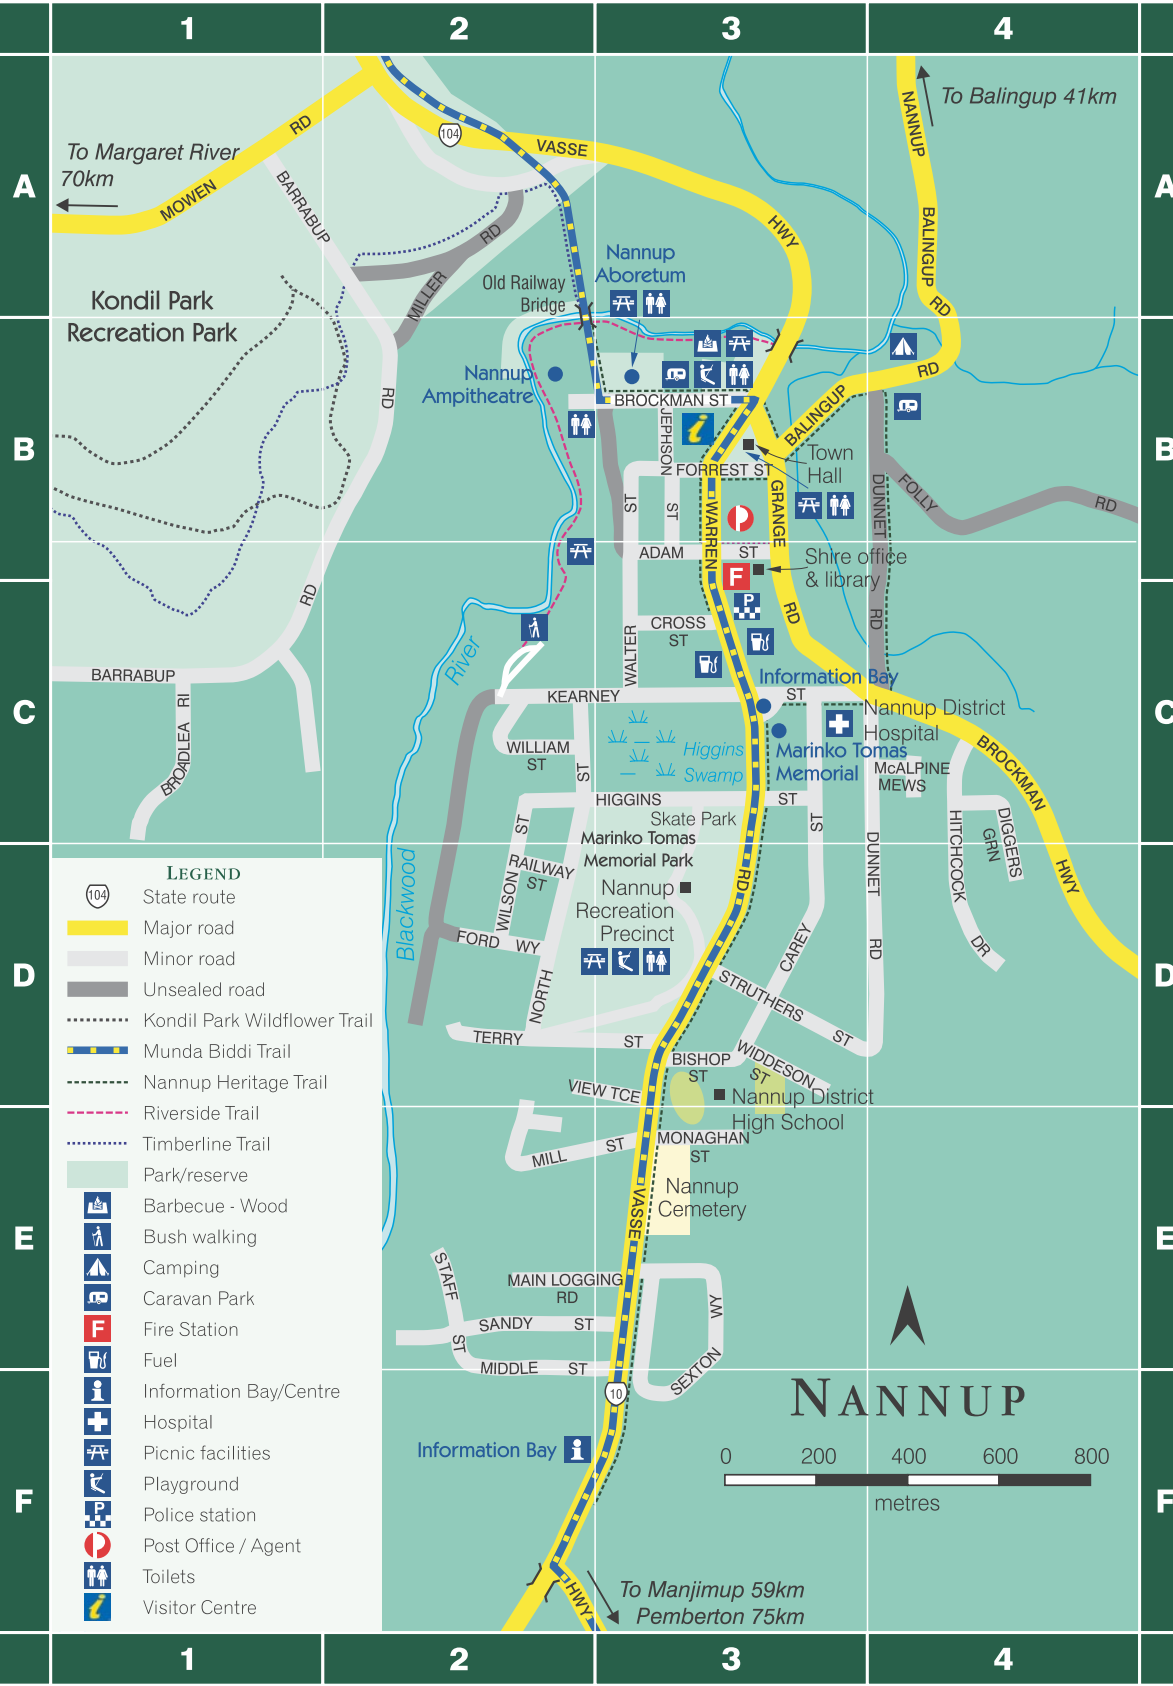 1
2
3
4
A
A
To Balingup 41km
NANNUP
BALINGUP
RD
To Margaret River
70km
MOWEN
RD
104
VASSE
HWY
BARRABUP
RD
MILLER
RD
Old Railway
Bridge
Nannup
Aboretum
Kondil Park
Recreation Park
B
B
Nannup
Ampitheatre
BROCKMAN ST
JEPHSON
ST
i
BALINGUP
RD
Town
Hall
FORREST ST
ST
WARREN
GRANGE
RD
DUNNET
RD
FOLLY
RD
ADAM
ST
Shire office
& library
F
P
CROSS
ST
WALTER
RD
C
C
River
BARRABUP
BROADLEA
RI
KEARNEY
ST
Information Bay
Nannup District
Hospital
Marinko Tomas
Memorial
WILLIAM
ST
ST
Higgins
Swamp
McALPINE
MEWS
BROCKMAN
HWY
HIGGINS
ST
ST
Skate Park
ST
Marinko Tomas
Memorial Park
DIGGERS
GRN
HITCHCOCK
DR
DUNNET
RD
D
D
Blackwood
RAILWAY
ST
WILSON
Nannup
Recreation
Precinct
RD
FORD
WY
NORTH
CAREY
STRUTHERS
ST
TERRY
ST
BISHOP
ST
WIDDESON
ST
VIEW TCE
Nannup District
High School
MONAGHAN
ST
MILL
ST
E
E
Nannup
Cemetery
VASSE
STAFF
ST
MAIN LOGGING
RD
SANDY
ST
MIDDLE
ST
WY
SEXTON
10
NANNUP
0
200
400
600
800
metres
F
F
Information Bay
HWY
To Manjimup 59km
Pemberton 75km
LEGEND
104
State route
Major road
Minor road
Unsealed road
Kondil Park Wildflower Trail
Munda Biddi Trail
Nannup Heritage Trail
Riverside Trail
Timberline Trail
Park/reserve
Barbecue - Wood
Bush walking
Camping
Caravan Park
F
Fire Station
Fuel
i
Information Bay/Centre
Hospital
Picnic facilities
Playground
P
Police station
Post Office / Agent
Toilets
i
Visitor Centre
1
2
3
4